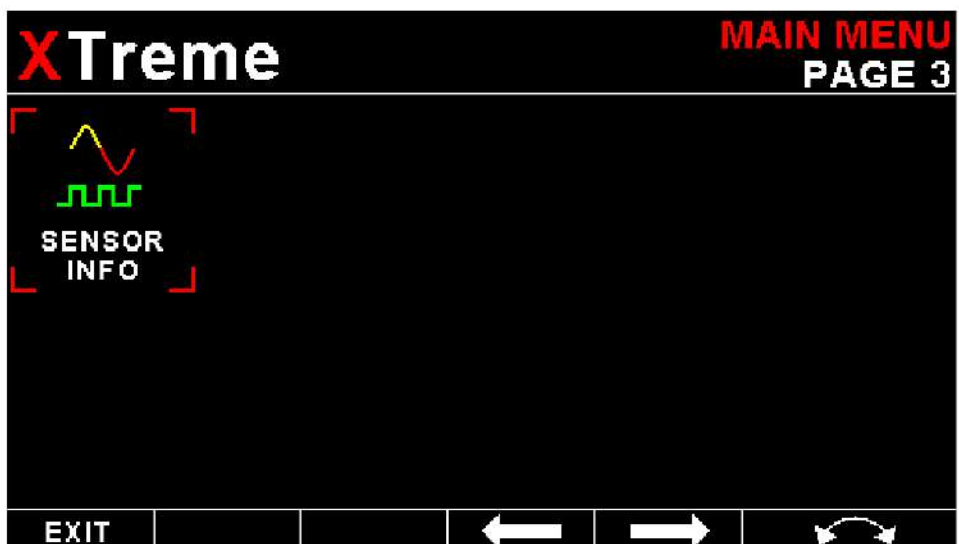 XTreme
MAIN MENU
PAGE 3
SENSOR
INFO
EXIT